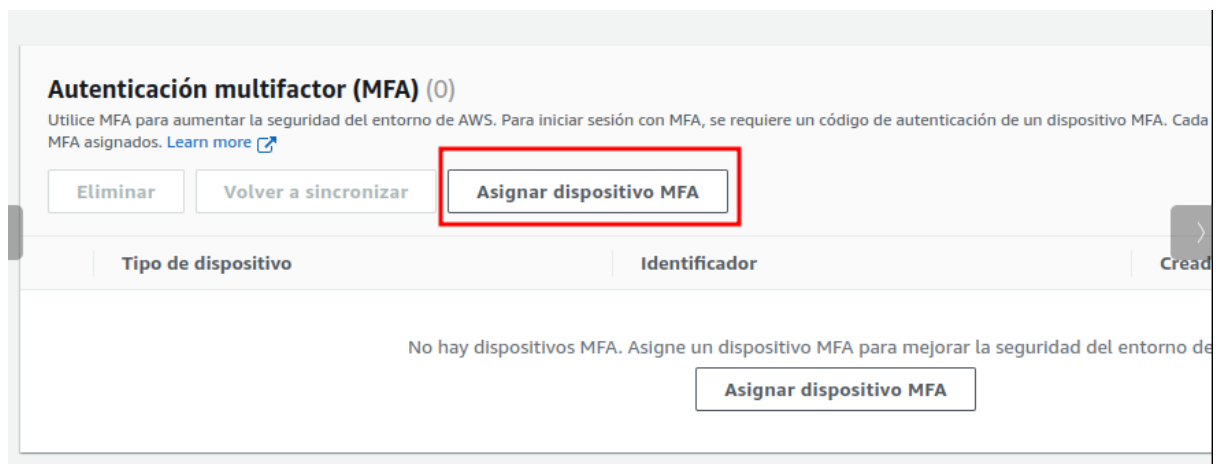 Autenticación multifactor (MFA) (0)
Utilice MFA para aumentar la seguridad del entorno de AWS. Para iniciar sesión con MFA, se requiere un código de autenticación de un dispositivo MFA. Cada
MFA asignados. Learn more
Eliminar Volver a sincronizar Asignar dispositivo MFA
Tipo de dispositivo Identificador Cread
No hay dispositivos MFA. Asigne un dispositivo MFA para mejorar la seguridad del entorno de
Asignar dispositivo MFA